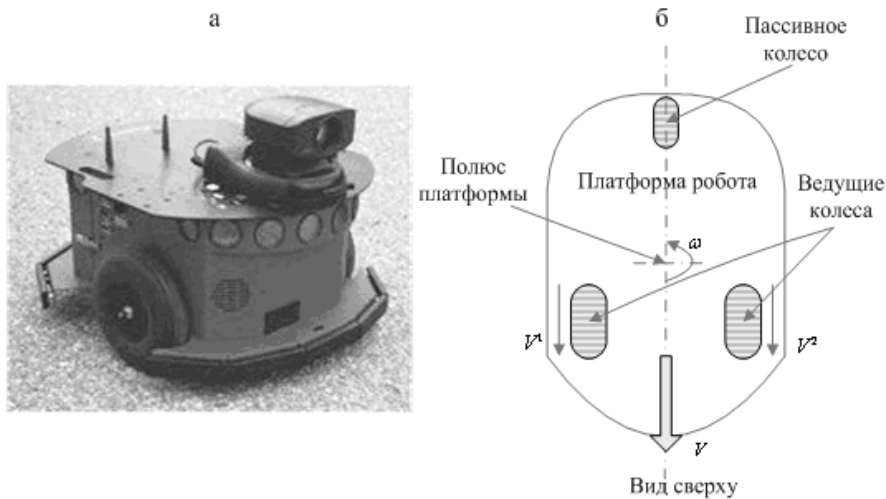 а
б
Пассивное
колесо
Полюс
платформы
Платформа робота
Ведущие
колеса
ω
V¹
V²
V
Вид сверху